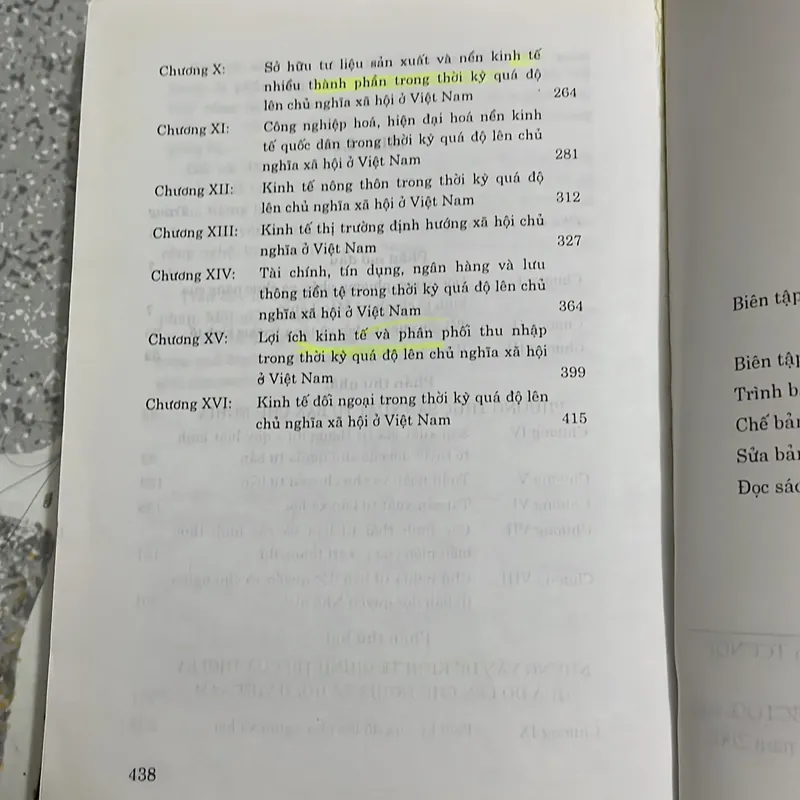 Chương X: Sở hữu tư liệu sản xuất và nền kinh tế
nhiều thành phần trong thời kỳ quá độ
lên chủ nghĩa xã hội ở Việt Nam 264
Chương XI: Công nghiệp hoá, hiện đại hoá nền kinh
tế quốc dân trong thời kỳ quá độ lên chủ
nghĩa xã hội ở Việt Nam 281
Chương XII: Kinh tế nông thôn trong thời kỳ quá độ
lên chủ nghĩa xã hội ở Việt Nam 312
Chương XIII: Kinh tế thị trường định hướng xã hội chủ
nghĩa ở Việt Nam 327
Chương XIV: Tài chính, tín dụng, ngân hàng và lưu
thông tiền tệ trong thời kỳ quá độ lên chủ
nghĩa xã hội ở Việt Nam 364
Chương XV: Lợi ích kinh tế và phân phối thu nhập
trong thời kỳ quá độ lên chủ nghĩa xã hội
ở Việt Nam 399
Chương XVI: Kinh tế đối ngoại trong thời kỳ quá độ lên
chủ nghĩa xã hội ở Việt Nam 415
438
Biên tập
Biên tập
Trình b
Chế bản
Sửa bản
Đọc sác